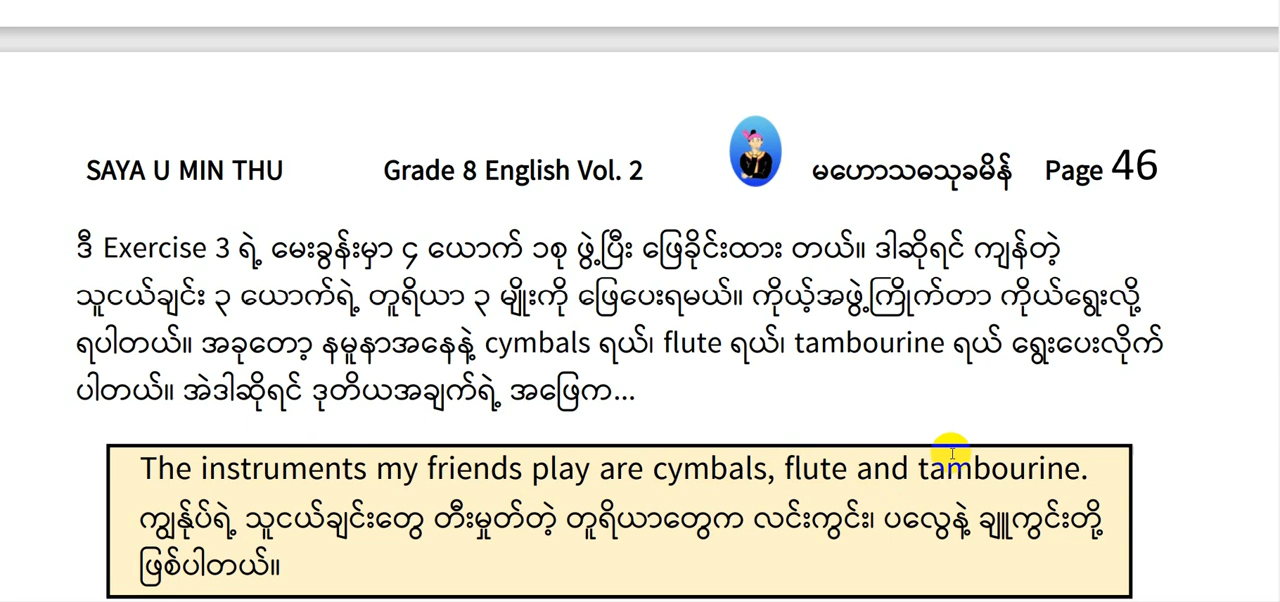 SAYA U MIN THU Grade 8 English Vol. 2 မဟောသဓသုခမိန် Page 46
ဒီ Exercise 3 ရဲ့ မေးခွန်းမှာ ၄ ယောက် ၁စု ဖွဲ့ပြီး ဖြေခိုင်းထား တယ်။ ဒါဆိုရင် ကျန်တဲ့
သူငယ်ချင်း ၃ ယောက်ရဲ့ တူရိယာ ၃ မျိုးကို ဖြေပေးရမယ်။ ကိုယ့်အဖွဲ့ကြိုက်တာ ကိုယ်ရွေးလို့
ရပါတယ်။ အခုတော့ နမူနာအနေနဲ့ cymbals ရယ်၊ flute ရယ်၊ tambourine ရယ် ရွေးပေးလိုက်
ပါတယ်။ အဲဒါဆိုရင် ဒုတိယအချက်ရဲ့ အဖြေက...
The instruments my friends play are cymbals, flute and tambourine.
ကျွန်ုပ်ရဲ့ သူငယ်ချင်းတွေ တီးမှုတ်တဲ့ တူရိယာတွေက လင်းကွင်း၊ ပလွေနဲ့ ချူကွင်းတို့
ဖြစ်ပါတယ်။